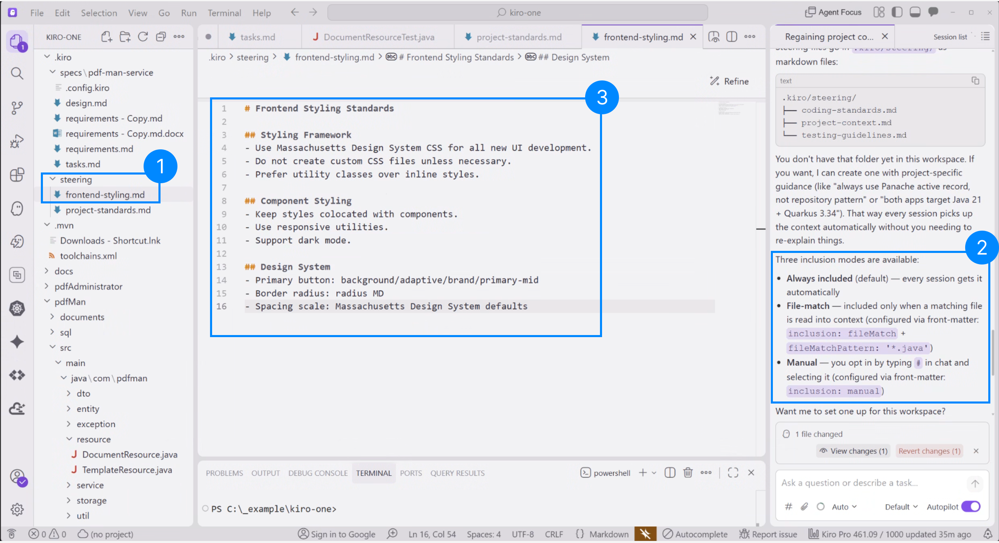 File Edit Selection View Go Run Terminal Help
kiro-one
Agent Focus
KIRO-ONE
.kiro
specs\pdf-man-service
.config.kiro
design.md
requirements - Copy.md
requirements - Copy.md.docx
requirements.md
tasks.md
1
steering
frontend-styling.md
project-standards.md
.mvn
Downloads - Shortcut.lnk
toolchains.xml
docs
pdfAdministrator
pdfMan
documents
sql
src
main
java\com\pdfman
dto
entity
exception
resource
J DocumentResource.java
J TemplateResource.java
service
storage
util
1
tasks.md
J DocumentResourceTest.java
project-standards.md
frontend-styling.md
.kiro > steering > frontend-styling.md > abc # Frontend Styling Standards > abc ## Design System
Refine
3
1 # Frontend Styling Standards
2
3 ## Styling Framework
4 - Use Massachusetts Design System CSS for all new UI development.
5 - Do not create custom CSS files unless necessary.
6 - Prefer utility classes over inline styles.
7
8 ## Component Styling
9 - Keep styles colocated with components.
10 - Use responsive utilities.
11 - Support dark mode.
12
13 ## Design System
14 - Primary button: background/adaptive/brand/primary-mid
15 - Border radius: radius MD
16 - Spacing scale: Massachusetts Design System defaults
PROBLEMS OUTPUT DEBUG CONSOLE TERMINAL PORTS QUERY RESULTS
powershell
PS C:\_example\kiro-one>
Regaining project co...
Session list
Steering files go in .kiro/steering/ as
markdown files:
text
.kiro/steering/
├── coding-standards.md
├── project-context.md
└── testing-guidelines.md
You don't have that folder yet in this workspace. If
you want, I can create one with project-specific
guidance (like "always use Panache active record,
not repository pattern" or "both apps target Java 21
+ Quarkus 3.34"). That way every session picks up
the context automatically without you needing to
re-explain things.
2
Three inclusion modes are available:
• Always included (default) — every session gets it
automatically
• File-match — included only when a matching file
is read into context (configured via front-matter:
inclusion: fileMatch +
fileMatchPattern: '*.java')
• Manual — you opt in by typing # in chat and
selecting it (configured via front-matter:
inclusion: manual)
Want me to set one up for this workspace?
1 file changed
View changes (1) Revert changes (1)
Ask a question or describe a task...
# Auto Default Autopilot
0 0 (no project) Sign in to Google Ln 16, Col 54 Spaces: 4 UTF-8 CRLF {} Markdown Autocomplete Report issue Kiro Pro 461.09 / 1000 updated 35m ago